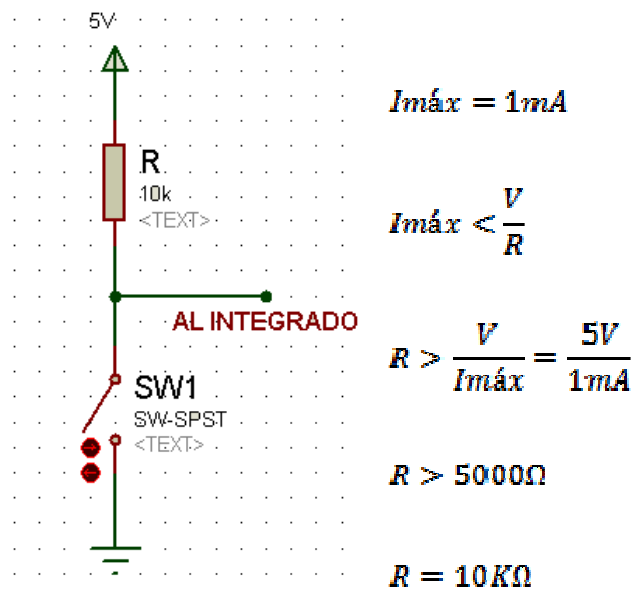 5V
R
10k
<TEXT>
AL INTEGRADO
SW1
SW-SPST
<TEXT>
Imáx = 1mA
Imáx < V/R
R > V/Imáx = 5V/1mA
R > 5000Ω
R = 10KΩ